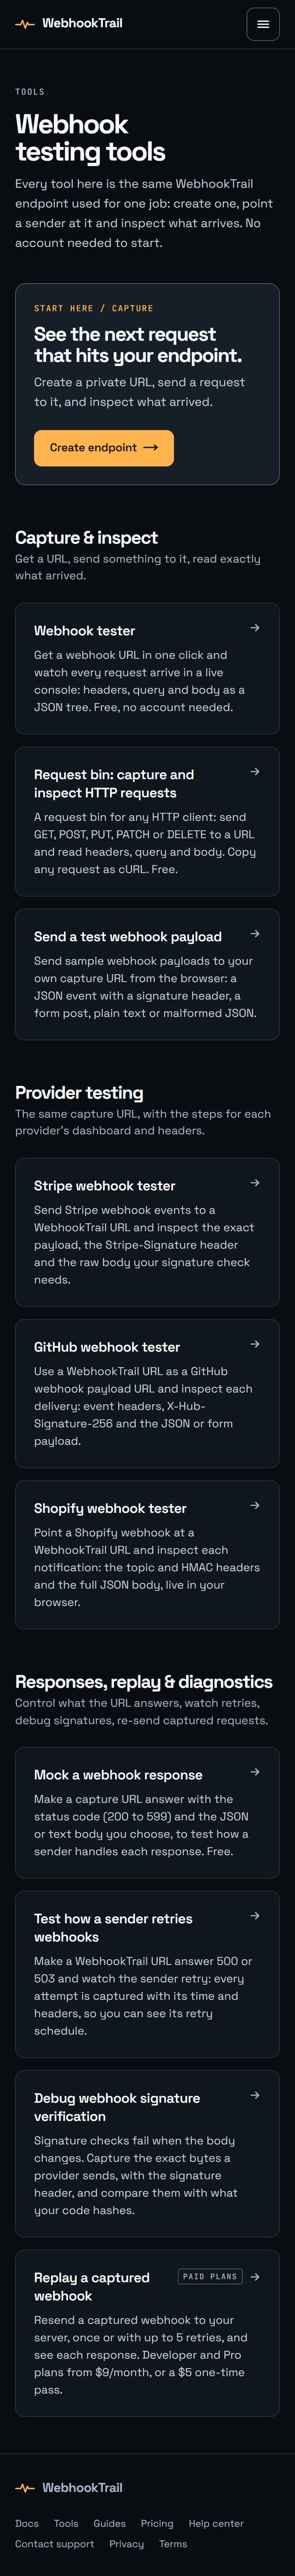 WebhookTrail
TOOLS
Webhook
testing tools
Every tool here is the same WebhookTrail
endpoint used for one job: create one, point
a sender at it and inspect what arrives. No
account needed to start.
START HERE / CAPTURE
See the next request
that hits your endpoint.
Create a private URL, send a request
to it, and inspect what arrived.
Create endpoint →
Capture & inspect
Get a URL, send something to it, read exactly
what arrived.
Webhook tester →
Get a webhook URL in one click and
watch every request arrive in a live
console: headers, query and body as a
JSON tree. Free, no account needed.
Request bin: capture and →
inspect HTTP requests
A request bin for any HTTP client: send
GET, POST, PUT, PATCH or DELETE to a URL
and read headers, query and body. Copy
any request as cURL. Free.
Send a test webhook payload →
Send sample webhook payloads to your
own capture URL from the browser: a
JSON event with a signature header, a
form post, plain text or malformed JSON.
Provider testing
The same capture URL, with the steps for each
provider's dashboard and headers.
Stripe webhook tester →
Send Stripe webhook events to a
WebhookTrail URL and inspect the exact
payload, the Stripe-Signature header
and the raw body your signature check
needs.
GitHub webhook tester →
Use a WebhookTrail URL as a GitHub
webhook payload URL and inspect each
delivery: event headers, X-Hub-
Signature-256 and the JSON or form
payload.
Shopify webhook tester →
Point a Shopify webhook at a
WebhookTrail URL and inspect each
notification: the topic and HMAC headers
and the full JSON body, live in your
browser.
Responses, replay & diagnostics
Control what the URL answers, watch retries,
debug signatures, re-send captured requests.
Mock a webhook response →
Make a capture URL answer with the
status code (200 to 599) and the JSON
or text body you choose, to test how a
sender handles each response. Free.
Test how a sender retries →
webhooks
Make a WebhookTrail URL answer 500 or
503 and watch the sender retry: every
attempt is captured with its time and
headers, so you can see its retry
schedule.
Debug webhook signature →
verification
Signature checks fail when the body
changes. Capture the exact bytes a
provider sends, with the signature
header, and compare them with what
your code hashes.
Replay a captured PAID PLANS →
webhook
Resend a captured webhook to your
server, once or with up to 5 retries, and
see each response. Developer and Pro
plans from $9/month, or a $5 one-time
pass.
WebhookTrail
Docs Tools Guides Pricing Help center
Contact support Privacy Terms